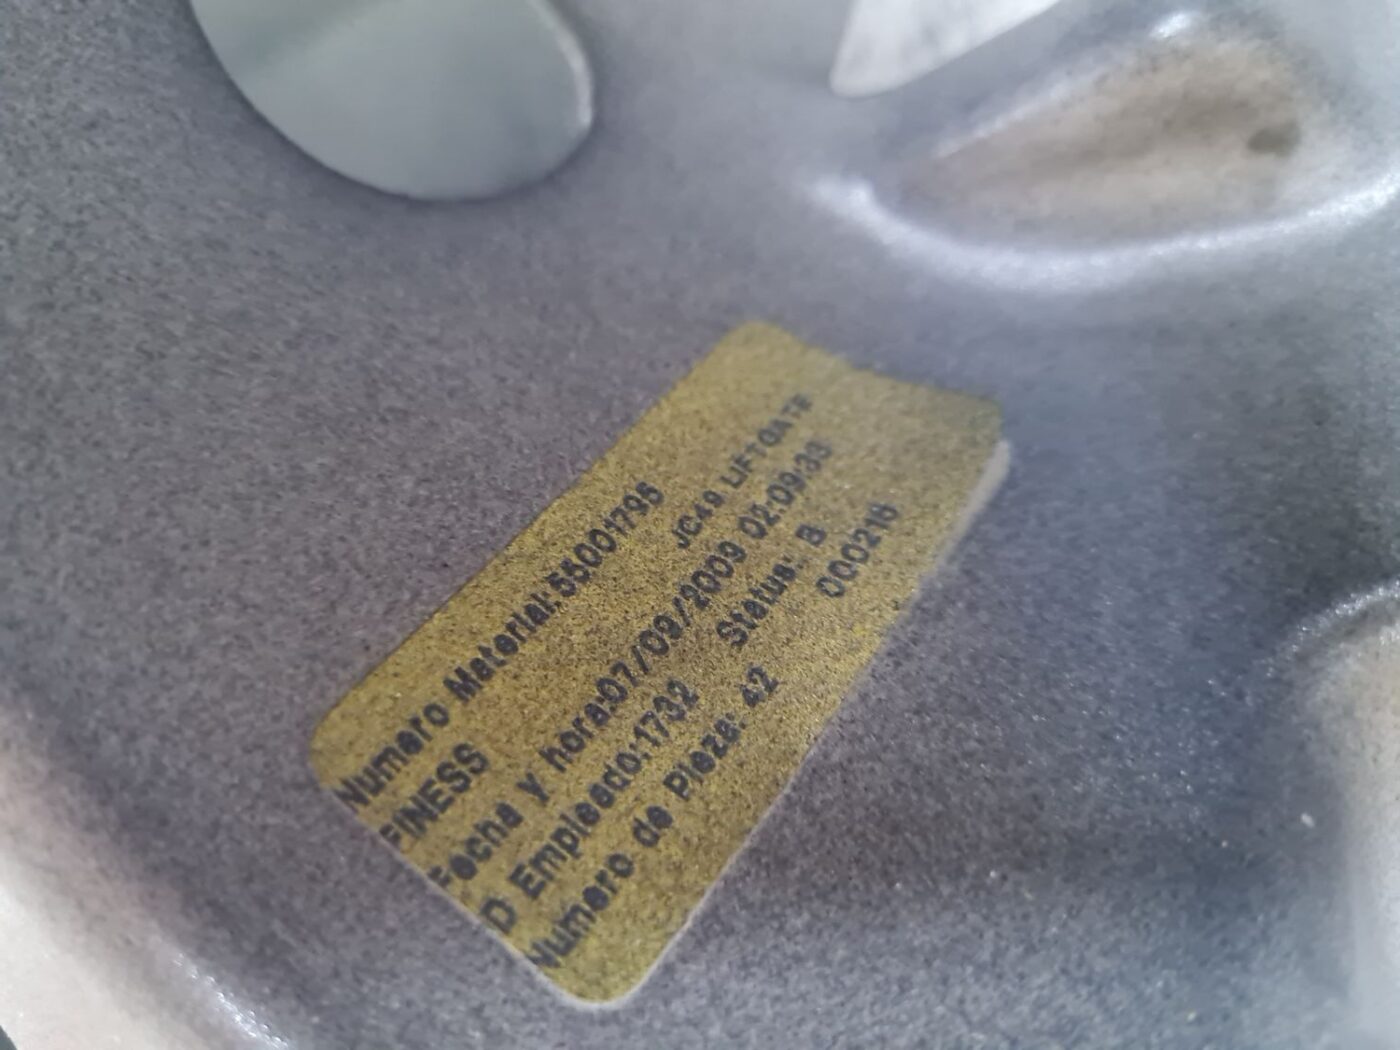 Numero Material:55001795
JC49 LIFTGATE
FINESS
Fecha y hora:07/09/2009 02:09:33
ID Empleado:1732 Status: B
Numero de Pieza: 42 000216